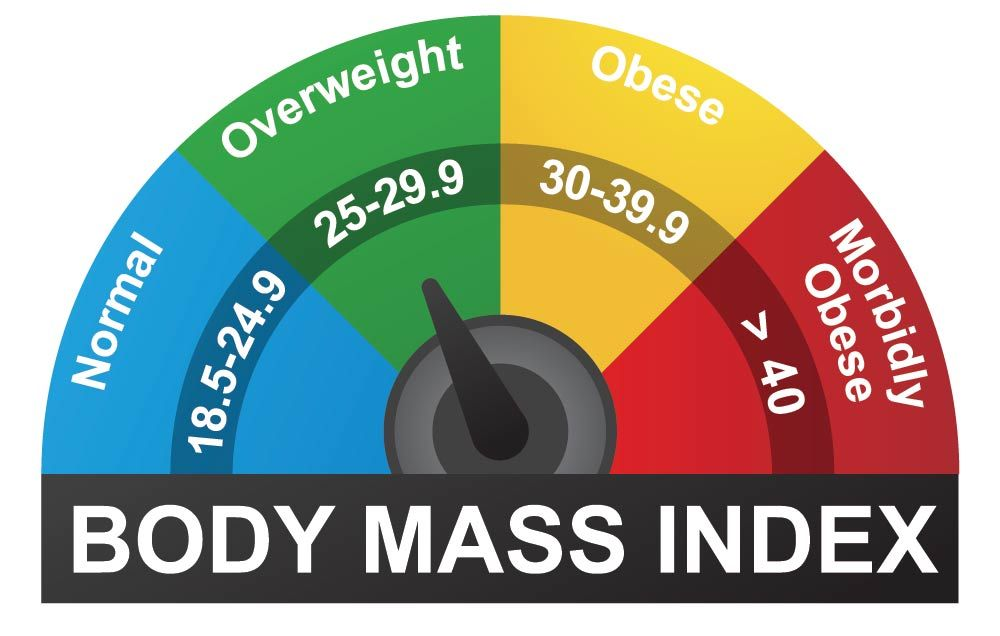 Normal
18.5-24.9
Overweight
25-29.9
Obese
30-39.9
Morbidly
Obese
> 40
BODY MASS INDEX